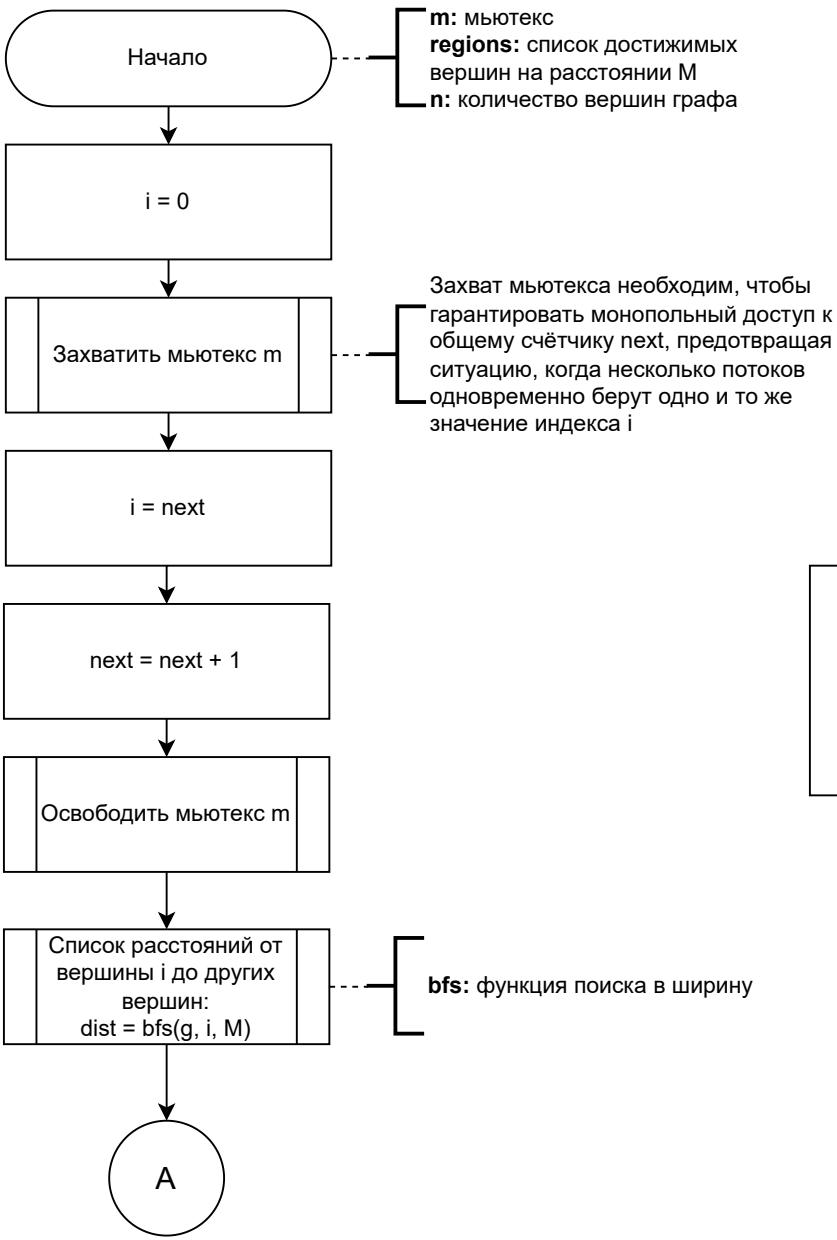 Начало
m: мьютекс
regions: список достижимых
вершин на расстоянии M
n: количество вершин графа
i = 0
Захватить мьютекс m
Захват мьютекса необходим, чтобы
гарантировать монопольный доступ к
общему счётчику next, предотвращая
ситуацию, когда несколько потоков
одновременно берут одно и то же
значение индекса i
i = next
next = next + 1
Освободить мьютекс m
Список расстояний от
вершины i до других
вершин:
dist = bfs(g, i, M)
bfs: функция поиска в ширину
A